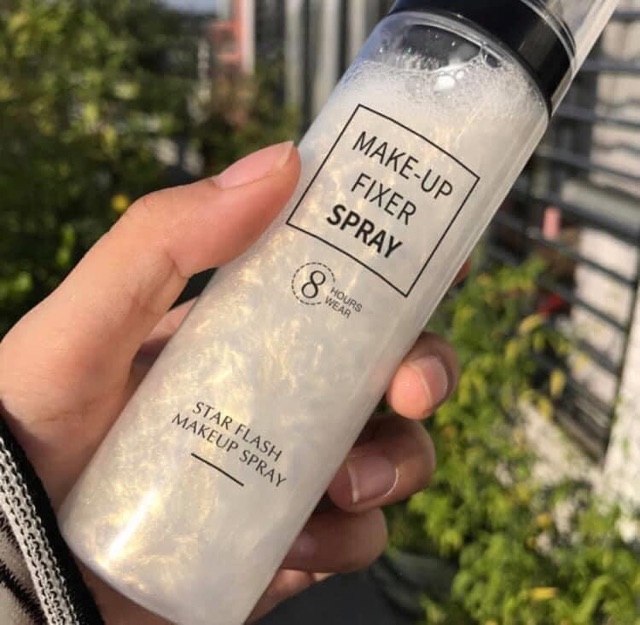 MAKE-UP
FIXER
SPRAY
8 HOURS
WEAR
STAR FLASH
MAKEUP SPRAY